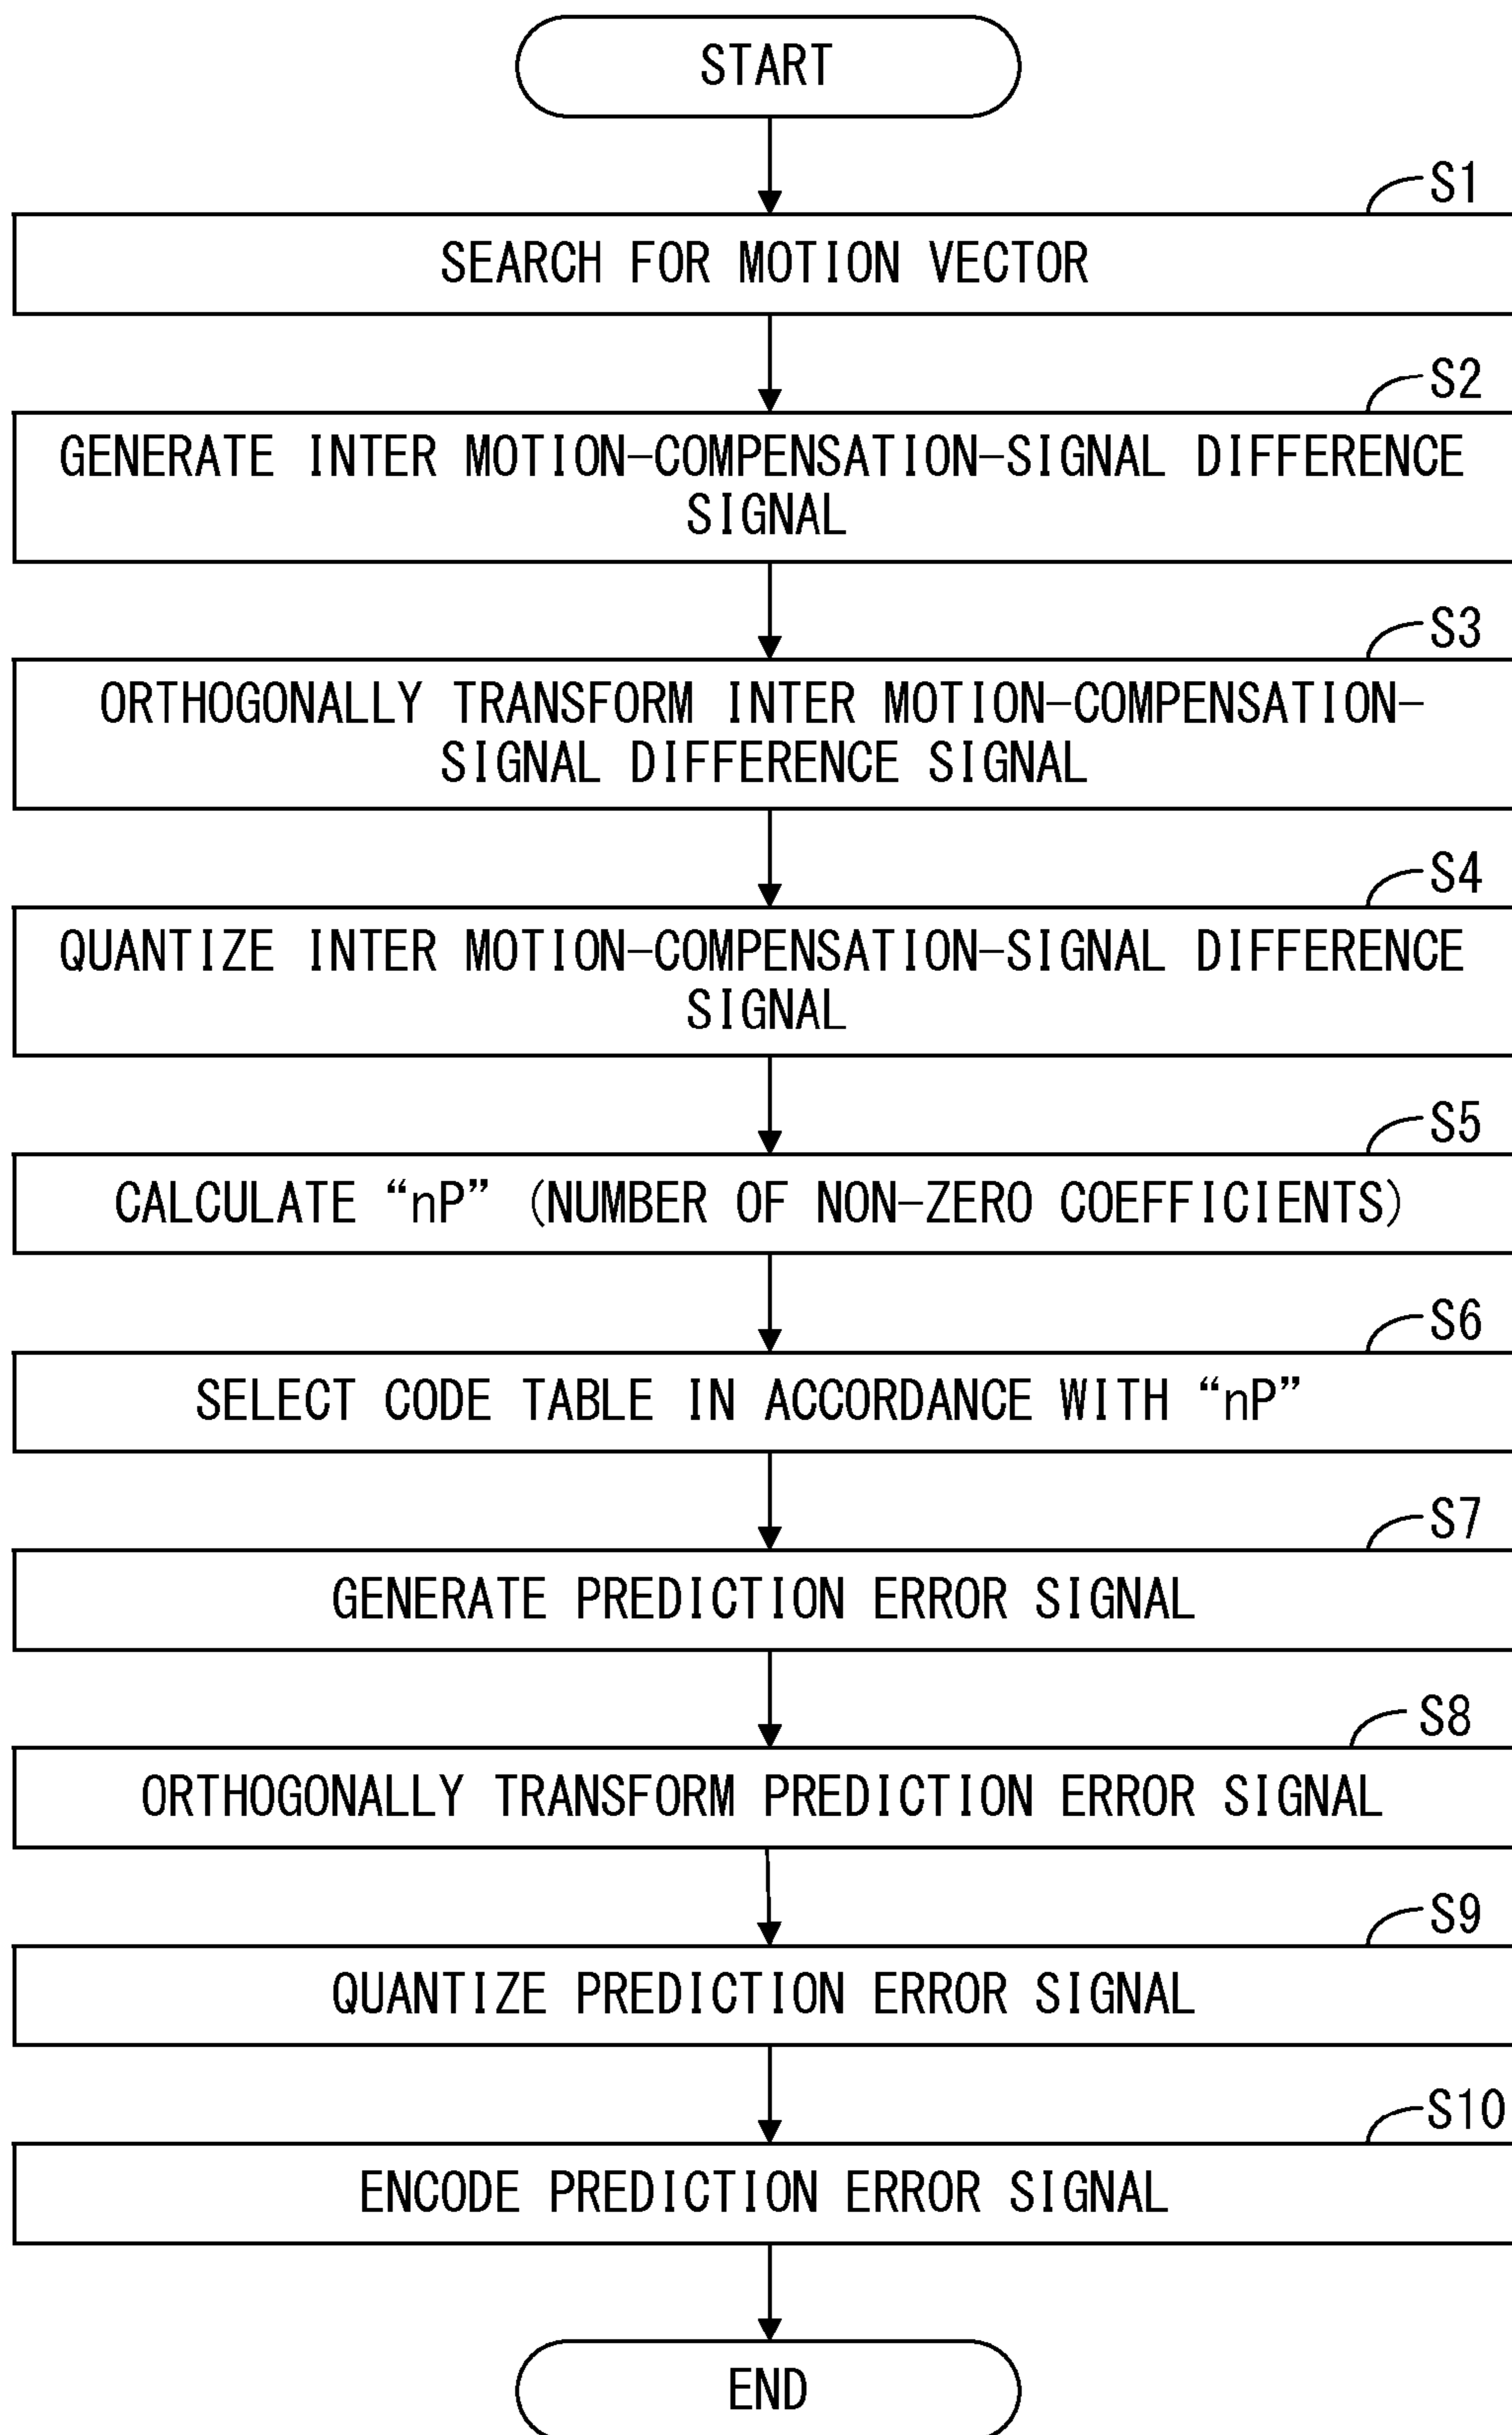 START
S1
SEARCH FOR MOTION VECTOR
S2
GENERATE INTER MOTION-COMPENSATION-SIGNAL DIFFERENCE
SIGNAL
S3
ORTHOGONALLY TRANSFORM INTER MOTION-COMPENSATION-
SIGNAL DIFFERENCE SIGNAL
S4
QUANTIZE INTER MOTION-COMPENSATION-SIGNAL DIFFERENCE
SIGNAL
S5
CALCULATE “nP” (NUMBER OF NON-ZERO COEFFICIENTS)
S6
SELECT CODE TABLE IN ACCORDANCE WITH “nP”
S7
GENERATE PREDICTION ERROR SIGNAL
S8
ORTHOGONALLY TRANSFORM PREDICTION ERROR SIGNAL
S9
QUANTIZE PREDICTION ERROR SIGNAL
S10
ENCODE PREDICTION ERROR SIGNAL
END